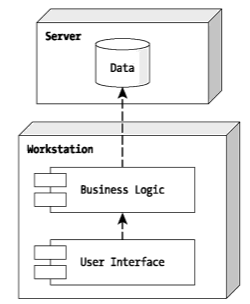 Server
Data
Workstation
Business Logic
User Interface